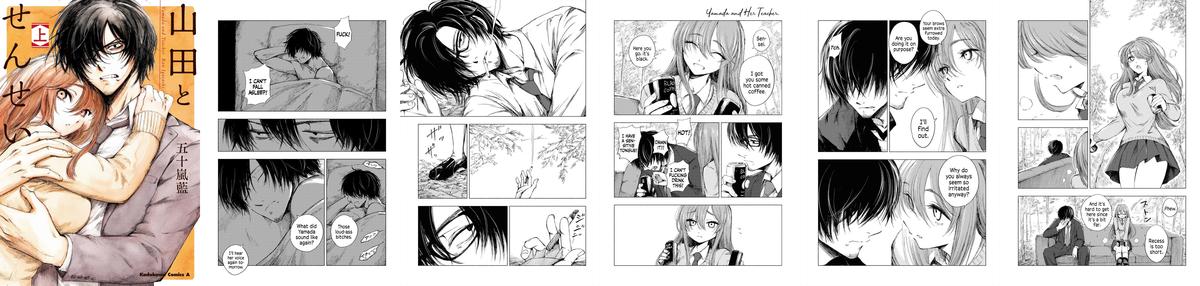 山田と
せんせい
上
五十嵐藍
Kadokawa Comics A
FUCK!
I CAN'T
FALL
ASLEEP!
What did
Yamada
sound like
again?
Those
loud-ass
bitches.
I'll hear
her voice
again to-
morrow.
Yamada and Her Teacher
Sen-
sei.
Here you
go, it's
black.
I got
you some
hot canned
coffee.
HOT!
DAMN
IT!
I HAVE
A SEN-
SITIVE
TONGUE!
I CAN'T
FUCKING
DRINK
THIS!
Your brows
seem extra
furrowed
today.
Are you
doing it on
purpose?
Tch.
I'll
find
out.
Why do
you always
seem so
irritated
anyway?
And it's
hard to get
here since
it's a bit
far.
Phew.
Recess
is too
short.